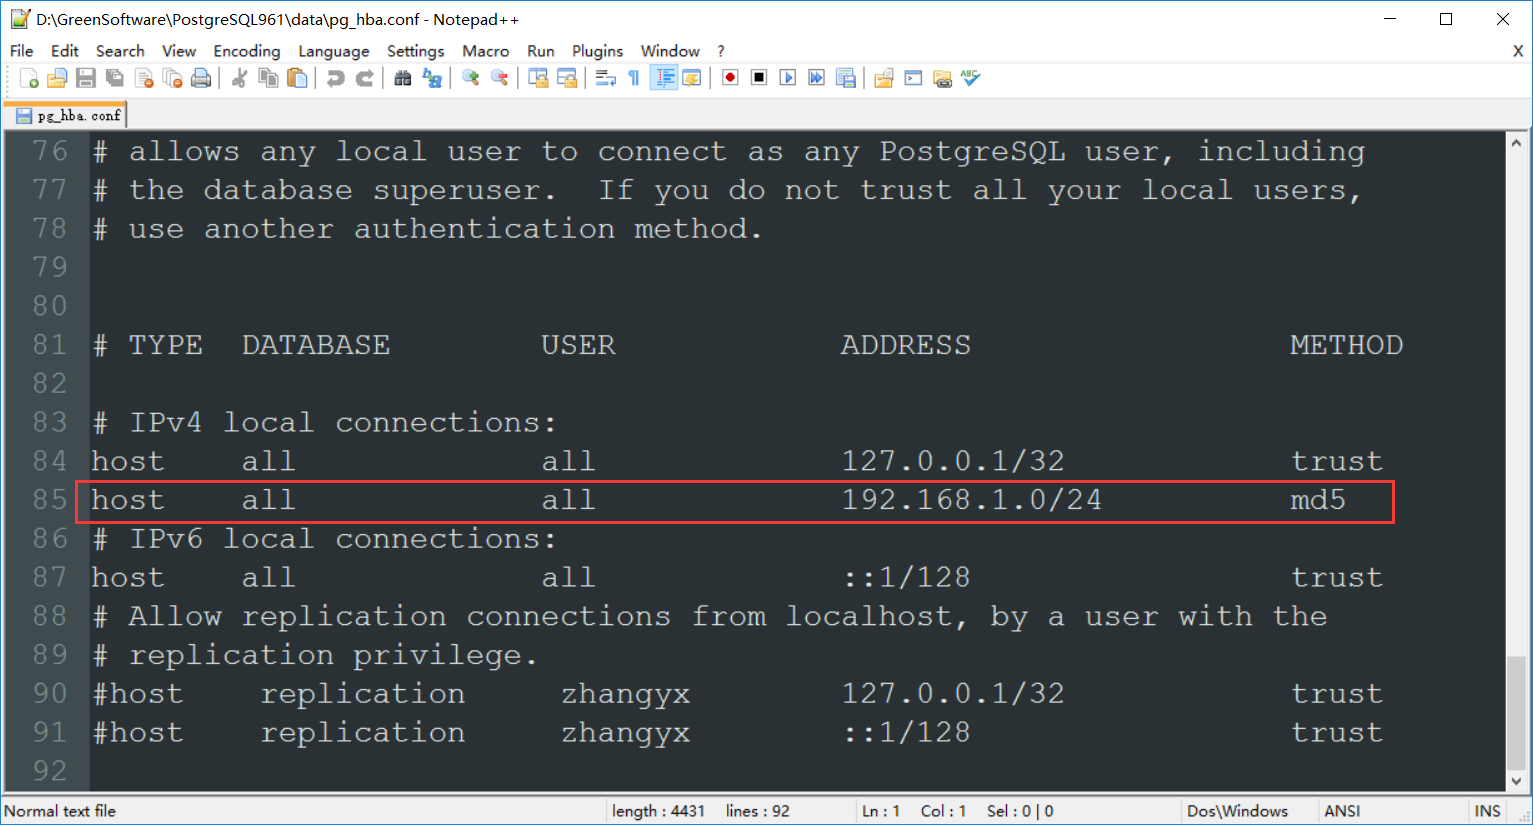 D:\GreenSoftware\PostgreSQL961\data\pg_hba.conf - Notepad++
File Edit Search View Encoding Language Settings Macro Run Plugins Window ? X
pg_hba.conf
76 # allows any local user to connect as any PostgreSQL user, including
77 # the database superuser.  If you do not trust all your local users,
78 # use another authentication method.
79
80
81 # TYPE  DATABASE        USER            ADDRESS                 METHOD
82
83 # IPv4 local connections:
84 host    all             all             127.0.0.1/32            trust
85 host    all             all             192.168.1.0/24          md5
86 # IPv6 local connections:
87 host    all             all             ::1/128                 trust
88 # Allow replication connections from localhost, by a user with the
89 # replication privilege.
90 #host    replication     zhangyx        127.0.0.1/32            trust
91 #host    replication     zhangyx        ::1/128                 trust
92
Normal text file length : 4431 lines : 92 Ln : 1 Col : 1 Sel : 0 | 0 Dos\Windows ANSI INS